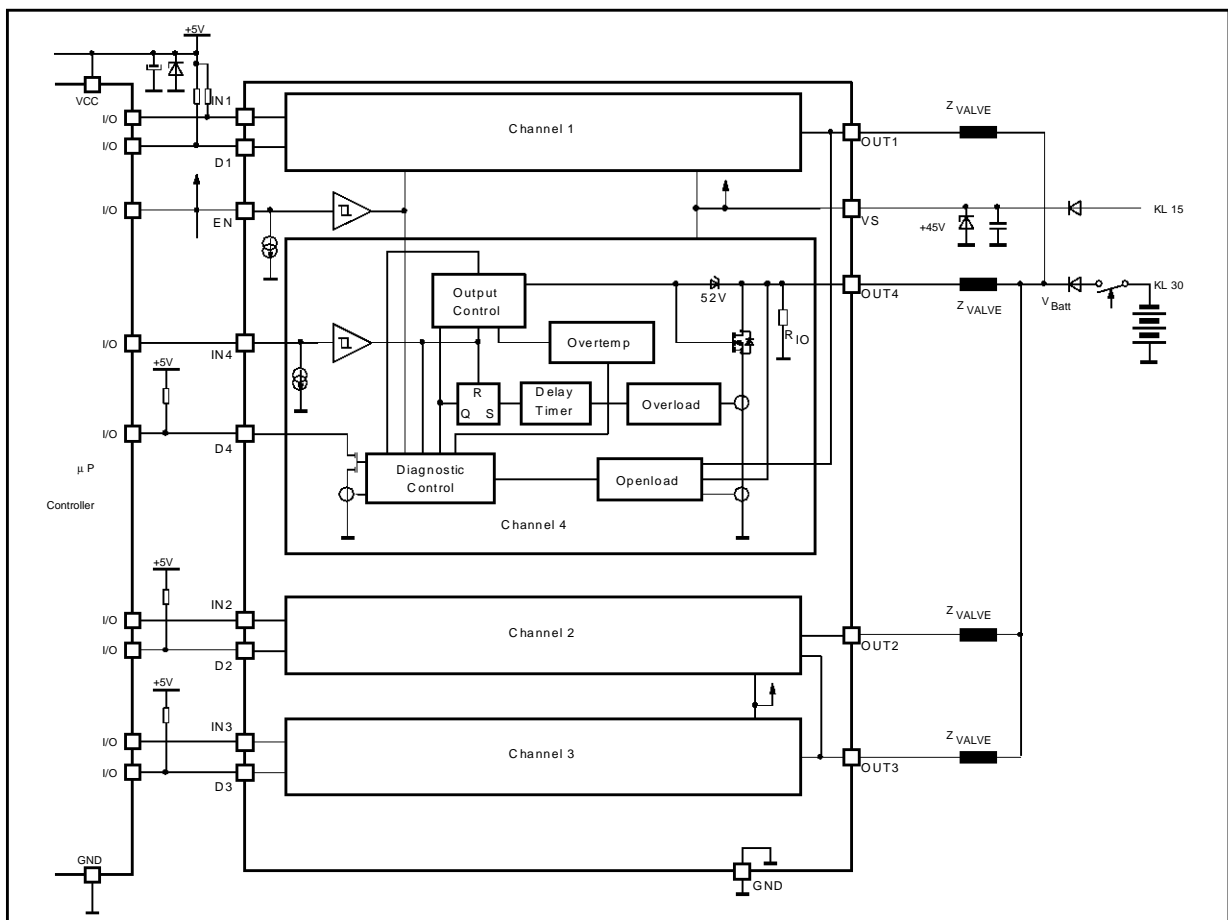 +5V
VCC
IN1
I/O
Channel 1
Z VALVE
I/O
D1
OUT1
I/O
EN
VS
+45V
KL 15
Output
Control
52V
OUT4
Z VALVE
V Batt
KL 30
I/O
IN4
Overtemp
R IO
+5V
R
Q S
Delay
Timer
Overload
I/O
D4
Diagnostic
Control
Openload
µ P
Controller
Channel 4
+5V
IN2
I/O
Channel 2
Z VALVE
I/O
D2
OUT2
+5V
IN3
I/O
Channel 3
Z VALVE
I/O
D3
OUT3
GND
GND